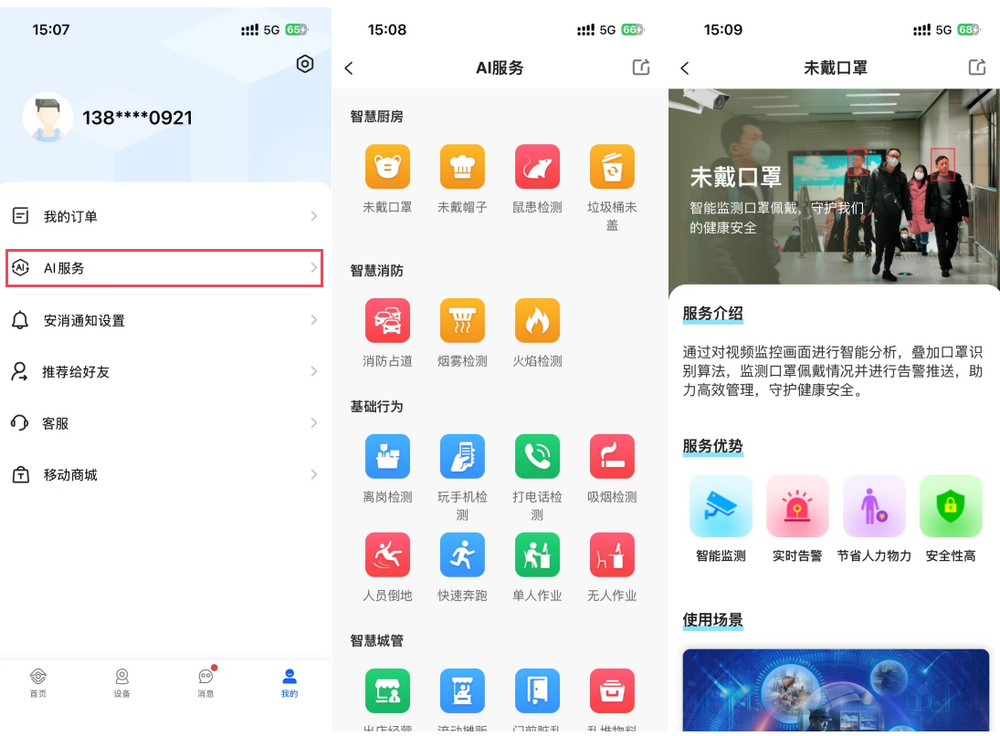 15:07
5G
65
138****0921
我的订单
AI服务
安消通知设置
推荐给好友
客服
移动商城
首页
设备
消息
我的
15:08
5G
66
AI服务
智慧厨房
未戴口罩
未戴帽子
鼠患检测
垃圾桶未
盖
智慧消防
消防占道
烟雾检测
火焰检测
基础行为
离岗检测
玩手机检
测
打电话检
测
吸烟检测
人员倒地
快速奔跑
单人作业
无人作业
智慧城管
出店经营
流动摊贩
门前脏乱
乱堆物料
15:09
5G
68
未戴口罩
未戴口罩
智能监测口罩佩戴，守护我们
的健康安全
服务介绍
通过对视频监控画面进行智能分析，叠加口罩识
别算法，监测口罩佩戴情况并进行告警推送，助
力高效管理，守护健康安全。
服务优势
智能监测
实时告警
节省人力物力
安全性高
使用场景